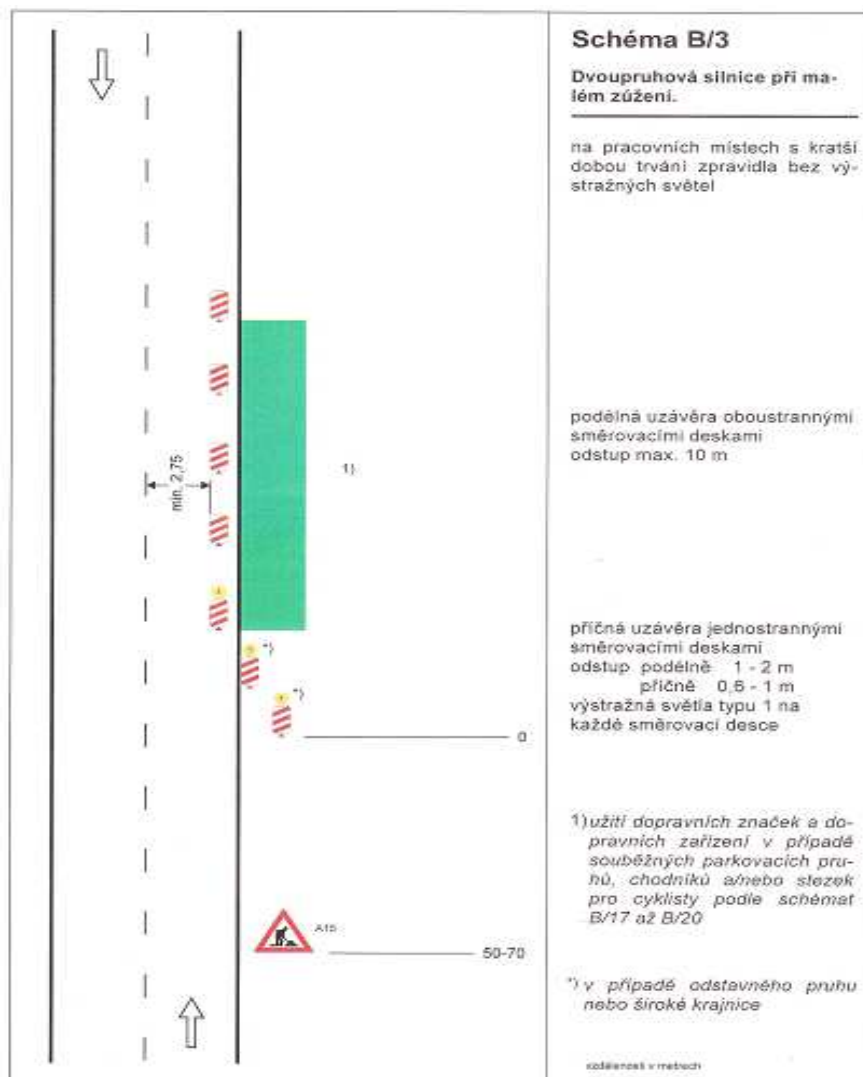 Schéma B/3
Dvoupruhová silnice při ma-
lém zúžení.
na pracovních místech s kratší
dobou trvání zpravidla bez vý-
stražných světel
podélná uzávěra oboustrannými
směrovacími deskami
odstup max. 10 m
min. 2,75
1)
příčná uzávěra jednostrannými
směrovacími deskami
odstup podélně 1 - 2 m
příčně 0,6 - 1 m
výstražná světla typu 1 na
každé směrovací desce
*)
*)
0
1) užití dopravních značek a do-
pravních zařízení v případě
souběžných parkovacích pru-
hů, chodníků a/nebo stezek
pro cyklisty podle schémat
B/17 až B/20
A15
50-70
*) v případě odstavného pruhu
nebo široké krajnice
vzdálenosti v metrech